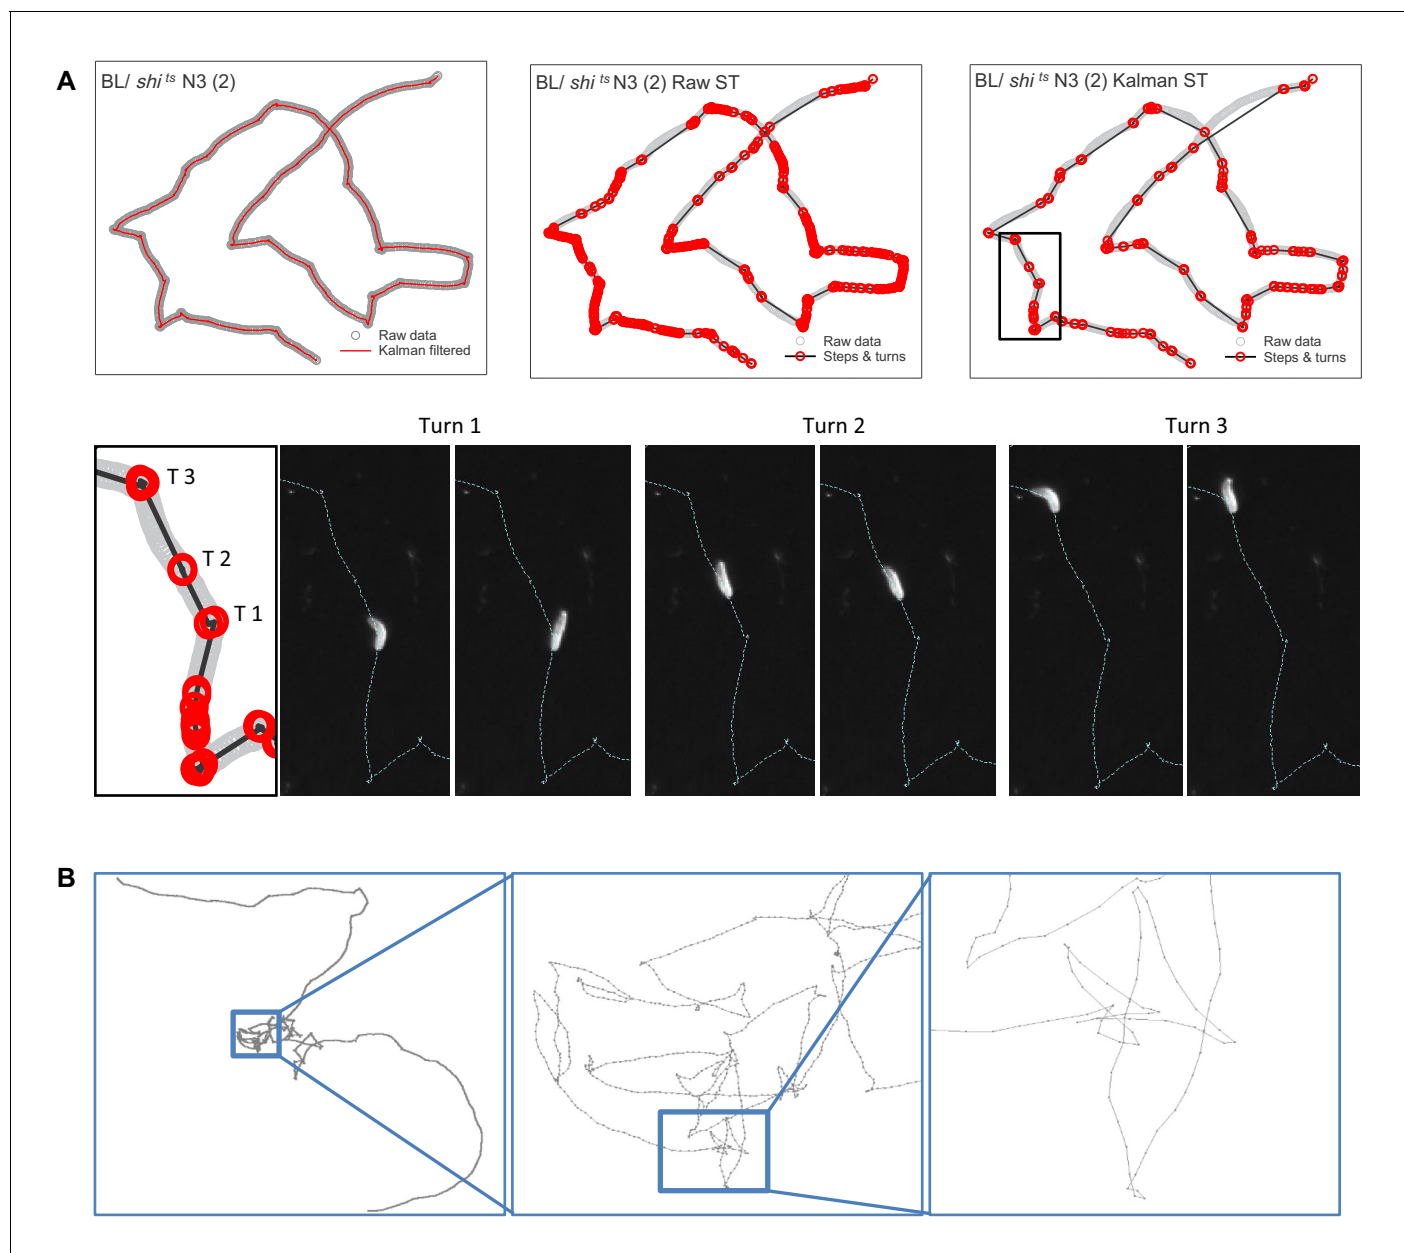 A
BL/ shi ts N3 (2)
Raw data
Kalman filtered
BL/ shi ts N3 (2) Raw ST
Raw data
Steps & turns
BL/ shi ts N3 (2) Kalman ST
Raw data
Steps & turns
Turn 1
Turn 2
Turn 3
T 3
T 2
T 1
B